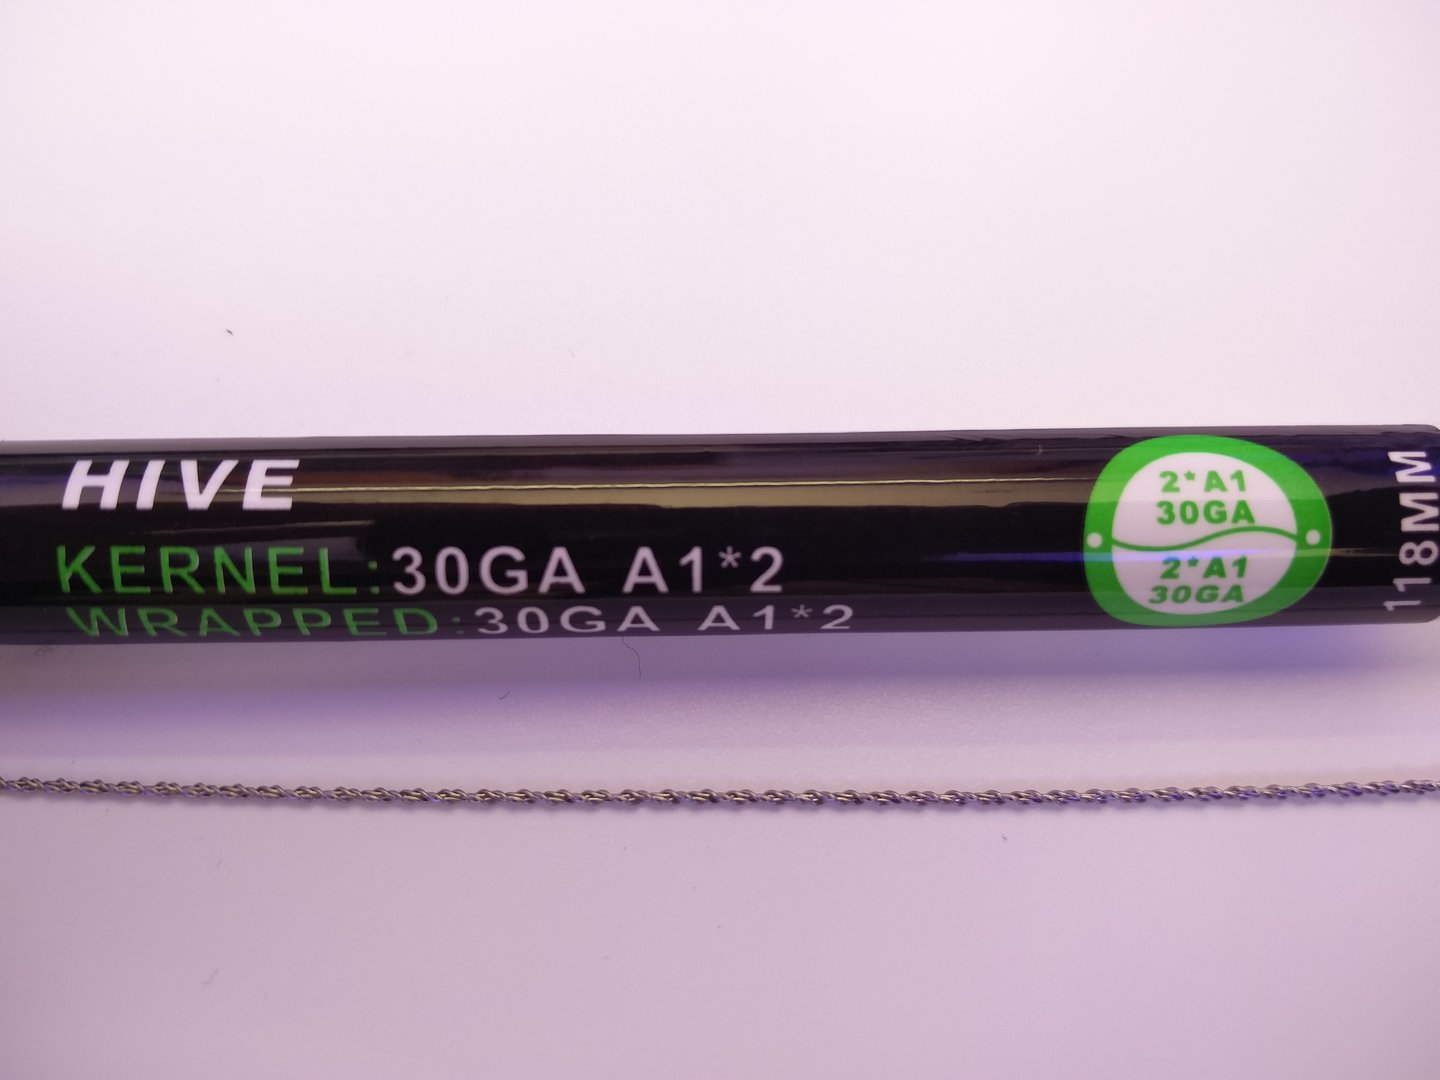 HIVE
KERNEL:30GA A1*2
WRAPPED:30GA A1*2
2*A1
30GA
2*A1
30GA
118MM